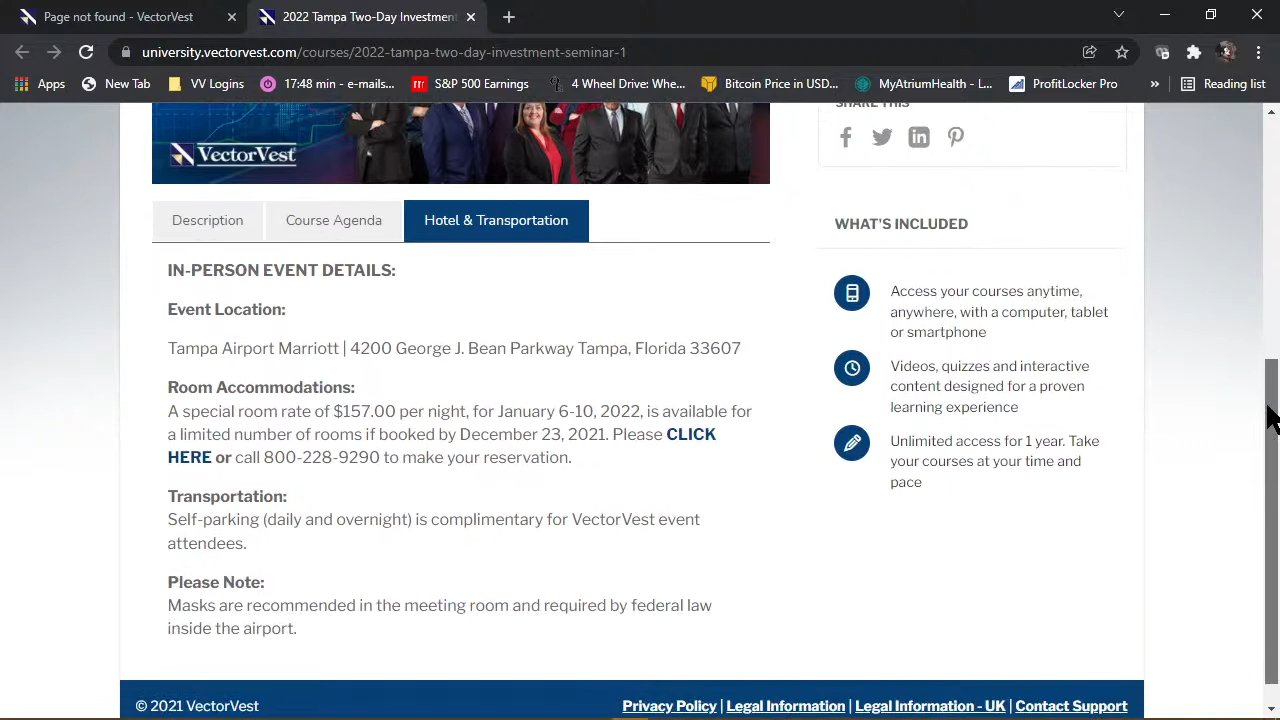 Page not found - VectorVest
2022 Tampa Two-Day Investment
university.vectorvest.com/courses/2022-tampa-two-day-investment-seminar-1
Apps
New Tab
VV Logins
17:48 min - e-mails...
S&P 500 Earnings
4 Wheel Drive: Whe...
Bitcoin Price in USD...
MyAtriumHealth - L...
ProfitLocker Pro
»
Reading list
SHARE THIS
VectorVest
Description
Course Agenda
Hotel & Transportation
IN-PERSON EVENT DETAILS:
Event Location:
Tampa Airport Marriott | 4200 George J. Bean Parkway Tampa, Florida 33607
Room Accommodations:
A special room rate of $157.00 per night, for January 6-10, 2022, is available for
a limited number of rooms if booked by December 23, 2021. Please CLICK
HERE or call 800-228-9290 to make your reservation.
Transportation:
Self-parking (daily and overnight) is complimentary for VectorVest event
attendees.
Please Note:
Masks are recommended in the meeting room and required by federal law
inside the airport.
WHAT'S INCLUDED
Access your courses anytime,
anywhere, with a computer, tablet
or smartphone
Videos, quizzes and interactive
content designed for a proven
learning experience
Unlimited access for 1 year. Take
your courses at your time and
pace
© 2021 VectorVest
Privacy Policy | Legal Information | Legal Information - UK | Contact Support